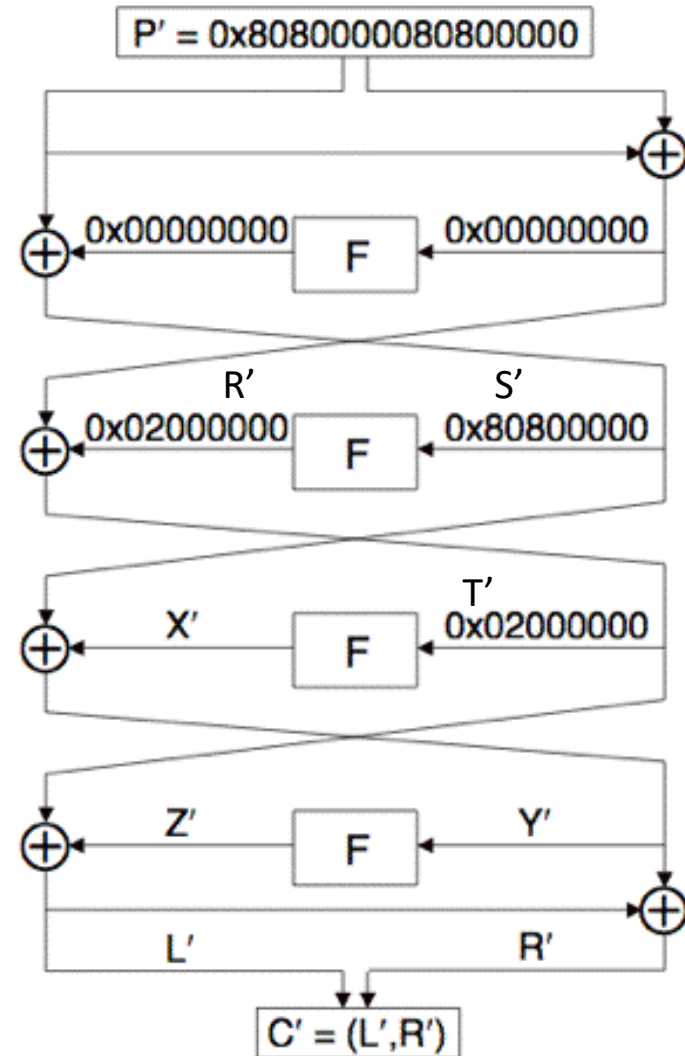 P′ = 0x8080000080800000
0x00000000 F 0x00000000
R’ S’
0x02000000 F 0x80800000
T’
X′ F 0x02000000
Z′ F Y′
L′ R′
C′ = (L′,R′)